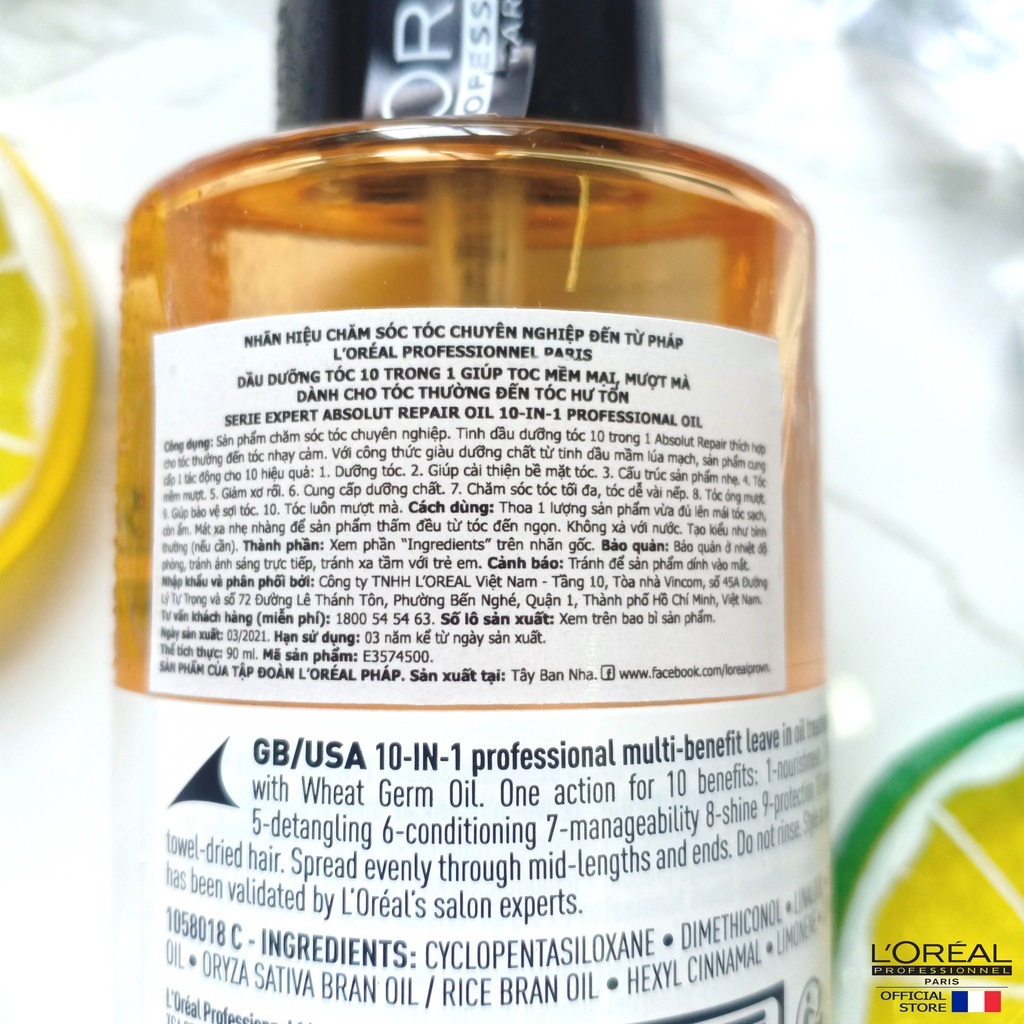 NHÃN HIỆU CHĂM SÓC TÓC CHUYÊN NGHIỆP ĐẾN TỪ PHÁP
L'ORÉAL PROFESSIONNEL PARIS
DẦU DƯỠNG TÓC 10 TRONG 1 GIÚP TOC MỀM MẠI, MƯỢT MÀ
DÀNH CHO TÓC THƯỜNG ĐẾN TÓC HƯ TỔN
SERIE EXPERT ABSOLUT REPAIR OIL 10-IN-1 PROFESSIONAL OIL
Công dụng: Sản phẩm chăm sóc tóc chuyên nghiệp. Tinh dầu dưỡng tóc 10 trong 1 Absolut Repair thích hợp
cho tóc thường đến tóc nhạy cảm. Với công thức giàu dưỡng chất từ tinh dầu mầm lúa mạch, sản phẩm cung
cấp 1 tác động cho 10 hiệu quả: 1. Dưỡng tóc. 2. Giúp cải thiện bề mặt tóc. 3. Cấu trúc sản phẩm nhẹ. 4. Tóc
mềm mượt. 5. Giảm xơ rối. 6. Cung cấp dưỡng chất. 7. Chăm sóc tóc tối đa, tóc dễ vài nếp. 8. Tóc óng mượt.
9. Giúp bảo vệ sợi tóc. 10. Tóc luôn mượt mà. Cách dùng: Thoa 1 lượng sản phẩm vừa đủ lên mái tóc sạch,
còn ẩm. Mát xa nhẹ nhàng để sản phẩm thấm đều từ tóc đến ngọn. Không xả với nước. Tạo kiểu như bình
thường (nếu cần). Thành phần: Xem phần "Ingredients" trên nhãn gốc. Bảo quản: Bảo quản ở nhiệt độ
phòng, tránh ánh sáng trực tiếp, tránh xa tầm với trẻ em. Cảnh báo: Tránh để sản phẩm dính vào mắt.
Nhập khẩu và phân phối bởi: Công ty TNHH L'OREAL Việt Nam - Tầng 10, Tòa nhà Vincom, số 45A Đường
Lý Tự Trọng và số 72 Đường Lê Thánh Tôn, Phường Bến Nghé, Quận 1, Thành phố Hồ Chí Minh, Việt Nam.
Tư vấn khách hàng (miễn phí): 1800 54 54 63. Số lô sản xuất: Xem trên bao bì sản phẩm.
Ngày sản xuất: 03/2021. Hạn sử dụng: 03 năm kể từ ngày sản xuất.
Thể tích thực: 90 ml. Mã sản phẩm: E3574500.
SẢN PHẨM CỦA TẬP ĐOÀN L'ORÉAL PHÁP. Sản xuất tại: Tây Ban Nha. www.facebook.com/lorealprovn.
GB/USA 10-IN-1 professional multi-benefit leave in oil
with Wheat Germ Oil. One action for 10 benefits: 1-nourishment
5-detangling 6-conditioning 7-manageability 8-shine 9-protection
towel-dried hair. Spread evenly through mid-lengths and ends. Do not rinse.
has been validated by L'Oréal's salon experts.
1058018 C - INGREDIENTS: CYCLOPENTASILOXANE • DIMETHICONOL •
OIL • ORYZA SATIVA BRAN OIL / RICE BRAN OIL • HEXYL CINNAMAL •
L'Oréal
L'ORÉAL
PROFESSIONNEL
PARIS
OFFICIAL
STORE